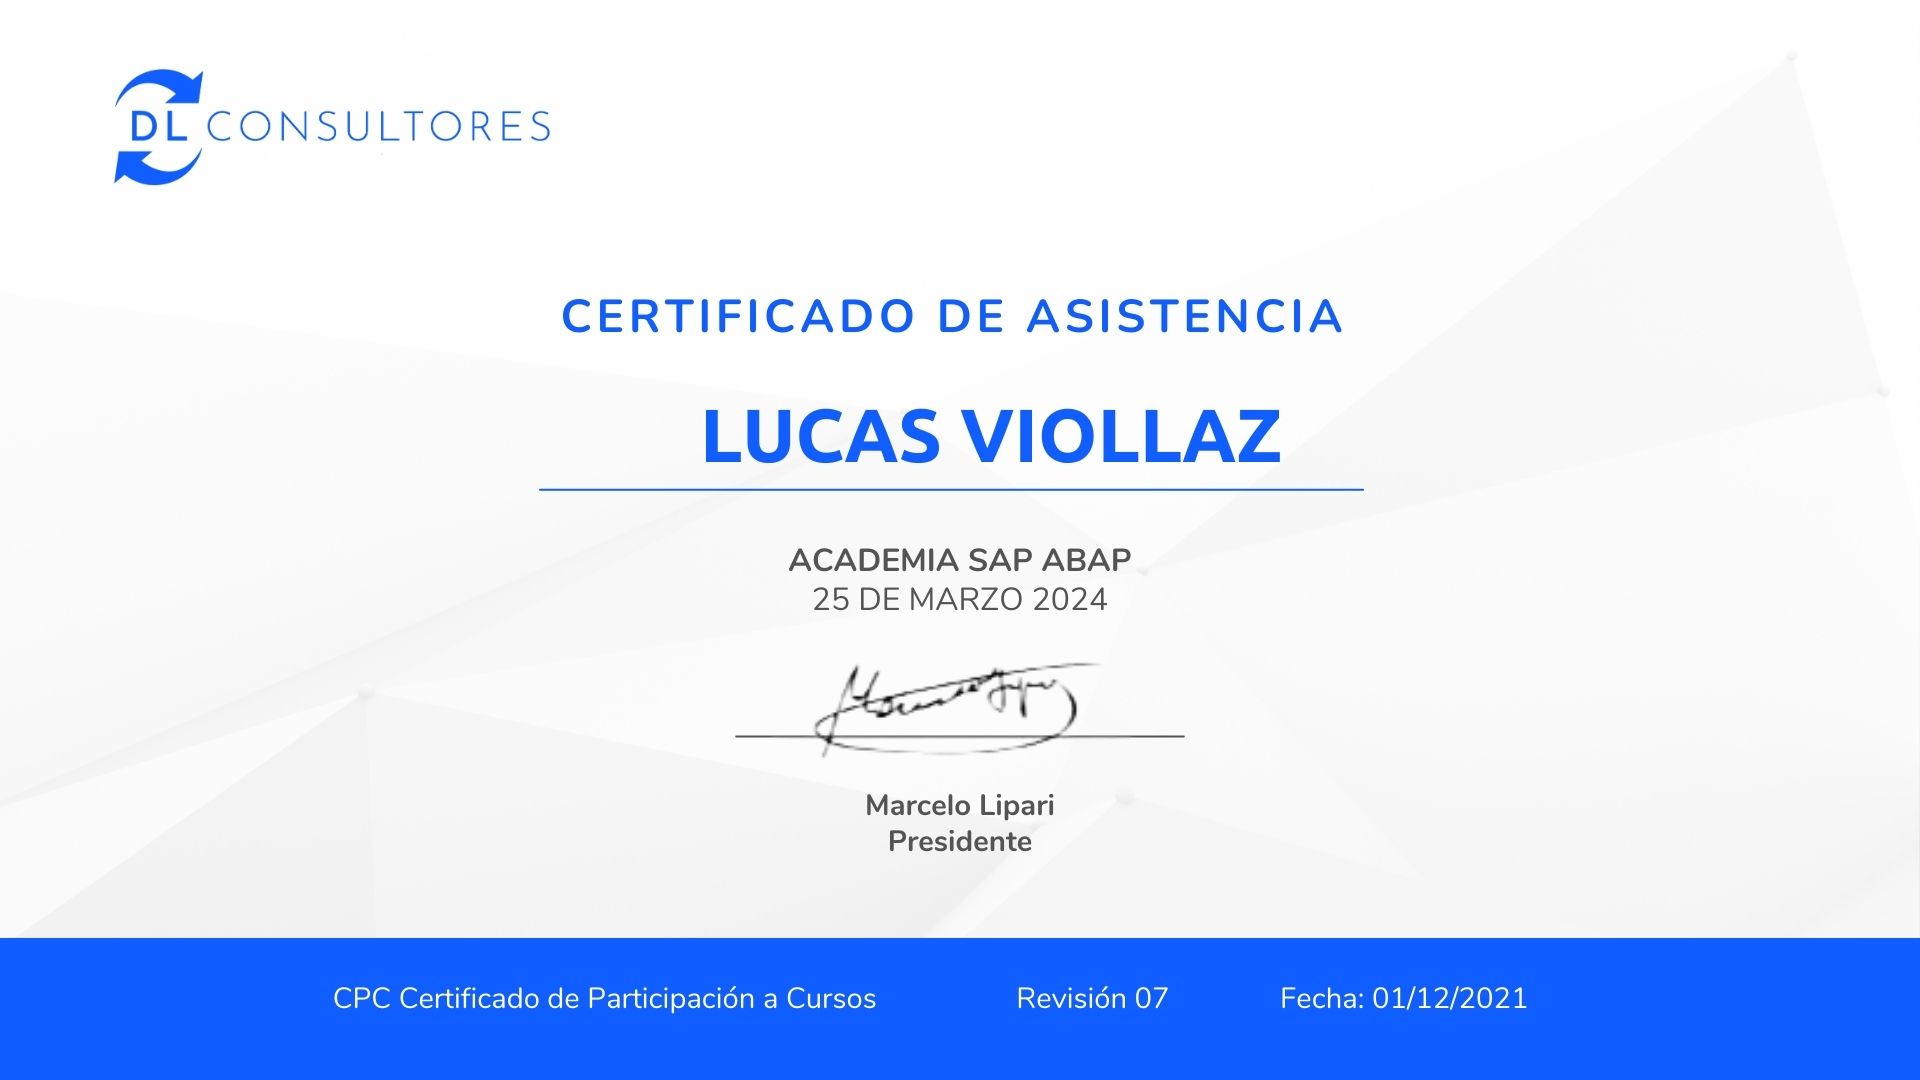 DL CONSULTORES
CERTIFICADO DE ASISTENCIA
LUCAS VIOLLAZ
ACADEMIA SAP ABAP
25 DE MARZO 2024
Marcelo Lipari
Presidente
CPC Certificado de Participación a Cursos Revisión 07 Fecha: 01/12/2021